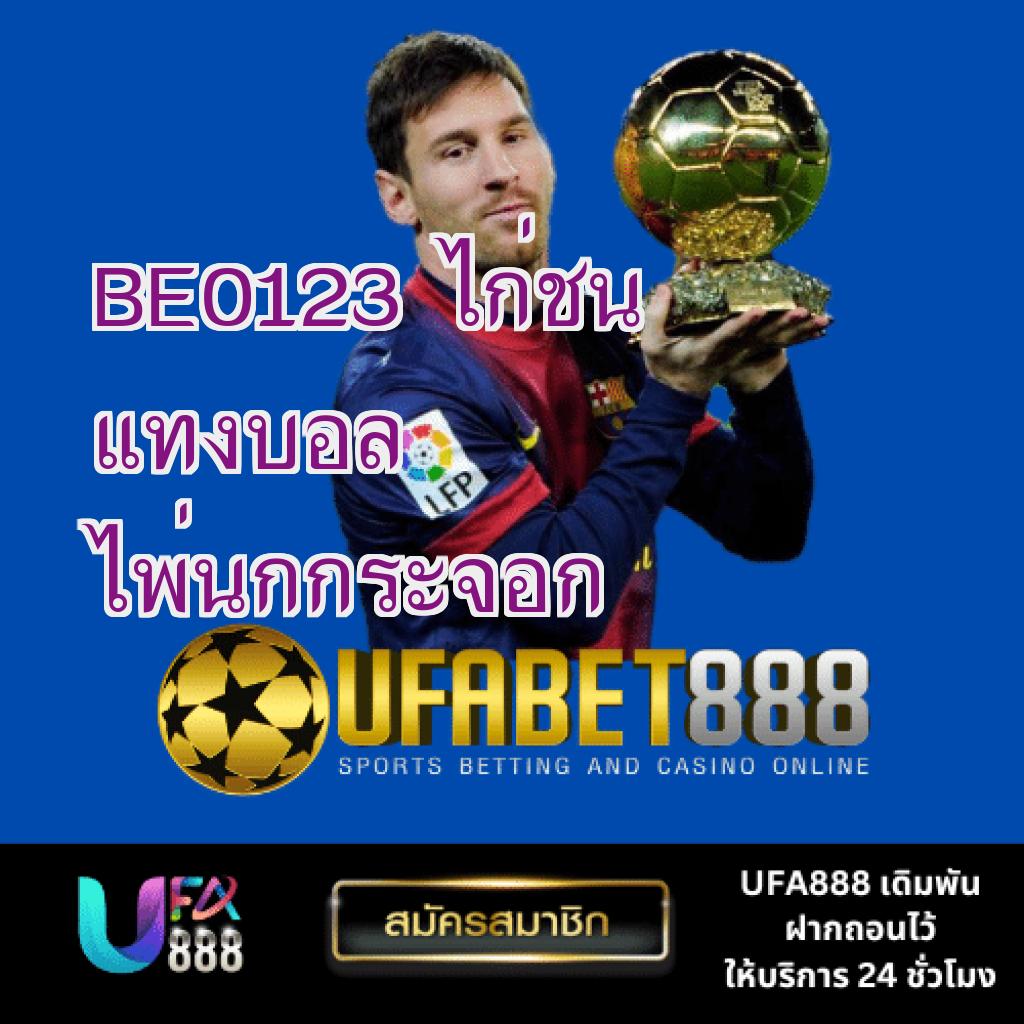 BEO123 ไก่ชน
แทงบอล
LFP
ไพ่นกกระจอก
UFABET888
SPORTS BETTING AND CASINO ONLINE
UFA
888
สมัครสมาชิก
UFA888 เดิมพัน
ฝากถอนไว้
ให้บริการ 24 ชั่วโมง